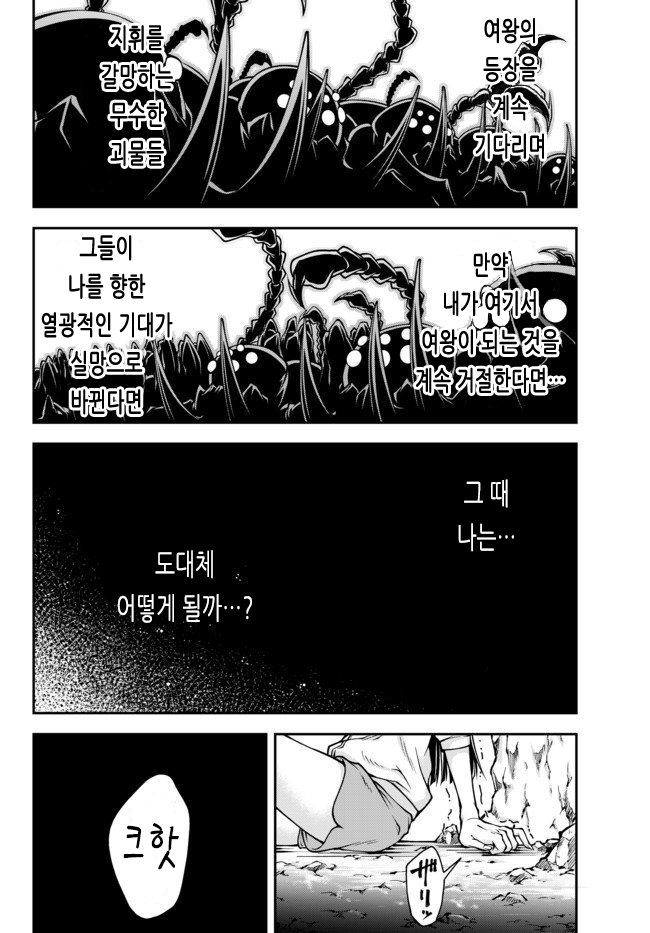 여왕의
등장을
계속
기다리며
지휘를
갈망하는
무수한
괴물들
만약
내가 여기서
여왕이 되는 것을
계속 거절한다면…
그들이
나를 향한
열광적인 기대가
실망으로
바뀐다면
그 때
나는…
도대체
어떻게 될까…?
ザリッ
크핫